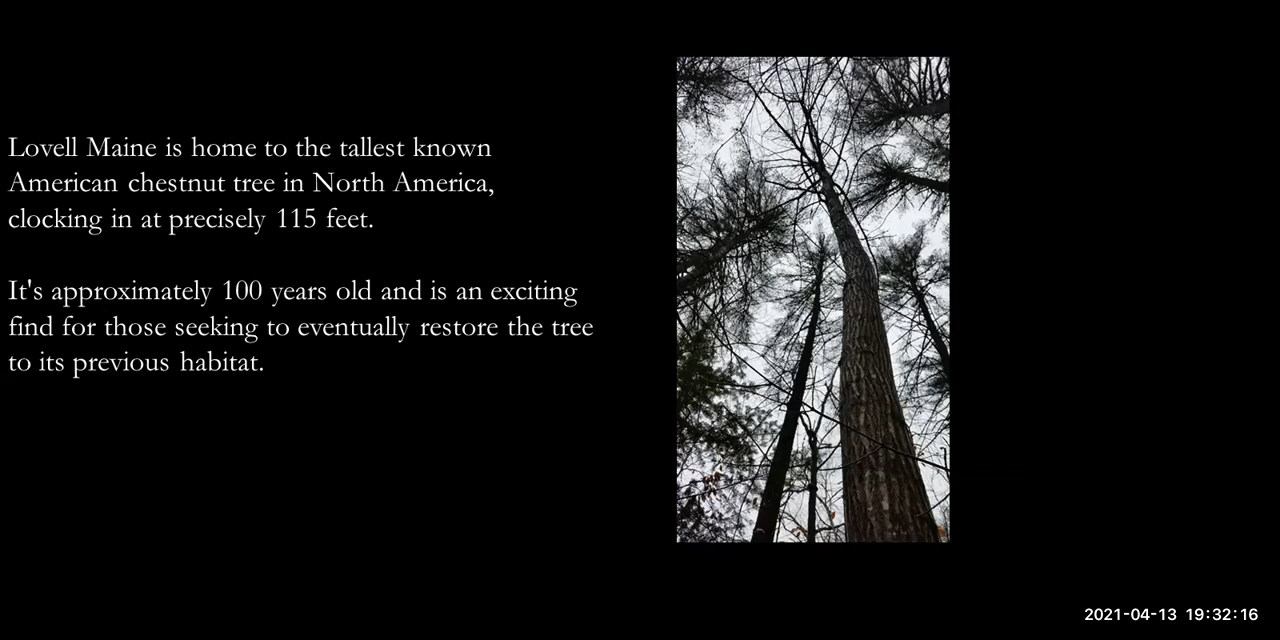 Lovell Maine is home to the tallest known
American chestnut tree in North America,
clocking in at precisely 115 feet.
It's approximately 100 years old and is an exciting
find for those seeking to eventually restore the tree
to its previous habitat.
2021-04-13 19:32:16